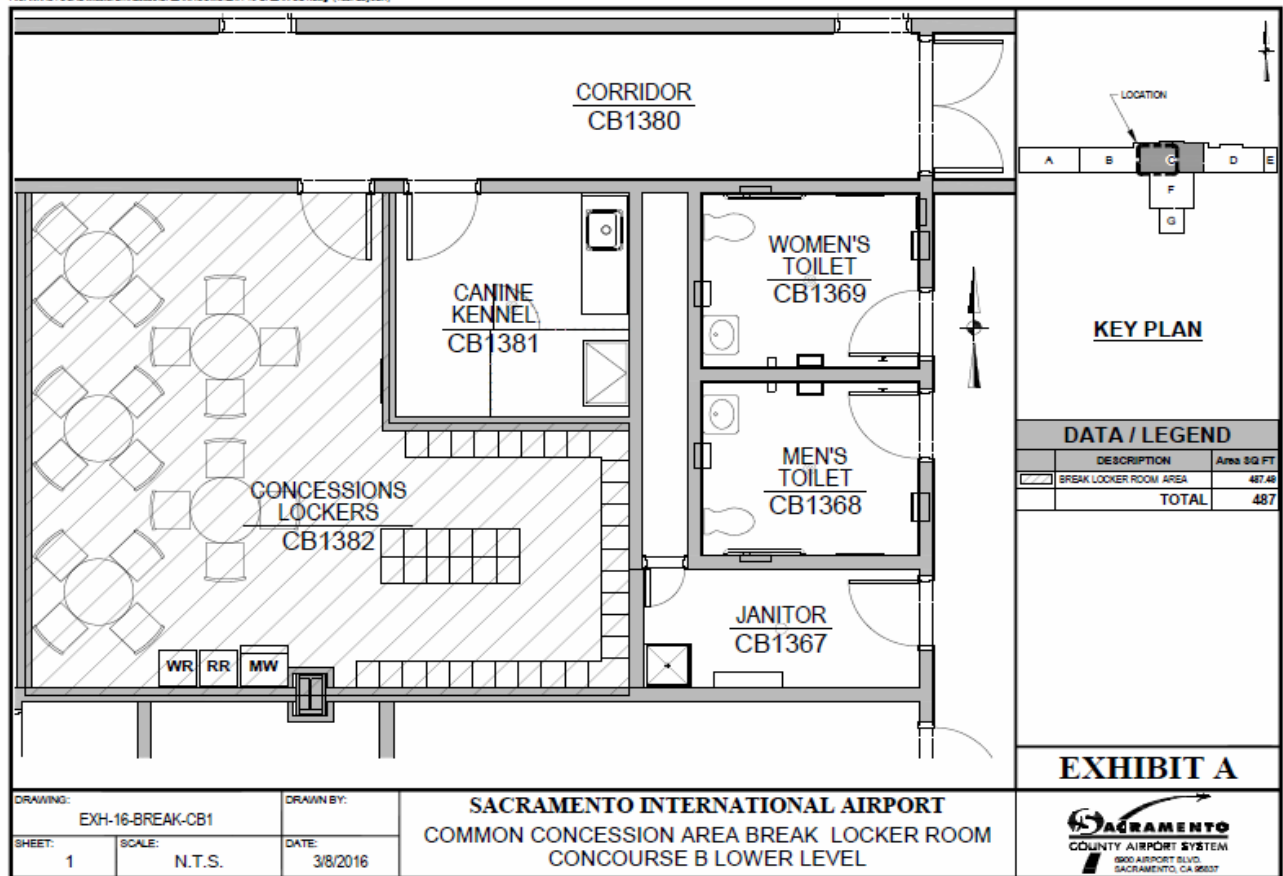 CORRIDOR
CB1380
LOCATION
A
B
C
D
E
F
G
KEY PLAN
WOMEN'S
TOILET
CB1369
CANINE
KENNEL
CB1381
MEN'S
TOILET
CB1368
CONCESSIONS
LOCKERS
CB1382
JANITOR
CB1367
WR
RR
MW
DATA / LEGEND
DESCRIPTION Area SQ FT
BREAK LOCKER ROOM AREA 487.49
TOTAL 487
EXHIBIT A
DRAWING:
EXH-16-BREAK-CB1
DRAWN BY:
SHEET:
1
SCALE:
N.T.S.
DATE:
3/8/2016
SACRAMENTO INTERNATIONAL AIRPORT
COMMON CONCESSION AREA BREAK LOCKER ROOM
CONCOURSE B LOWER LEVEL
SACRAMENTO
COUNTY AIRPORT SYSTEM
6900 AIRPORT BLVD.
SACRAMENTO, CA 95837